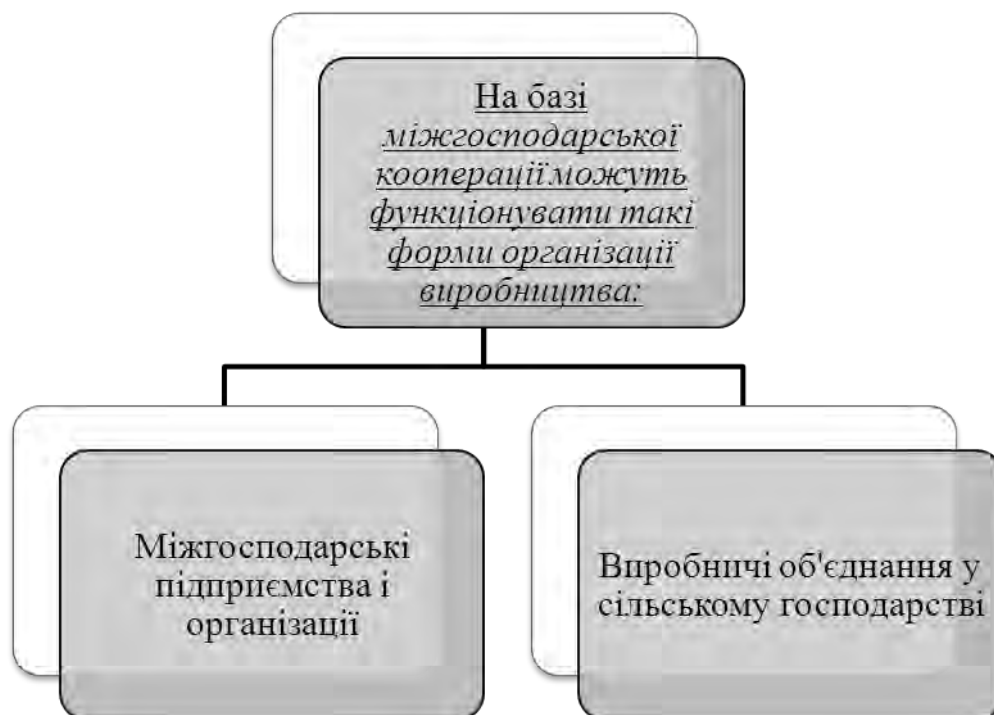 На базі
міжгосподарської
кооперації можуть
функціонувати такі
форми організації
виробництва:
Міжгосподарські
підприємства і
організації
Виробничі об'єднання у
сільському господарстві